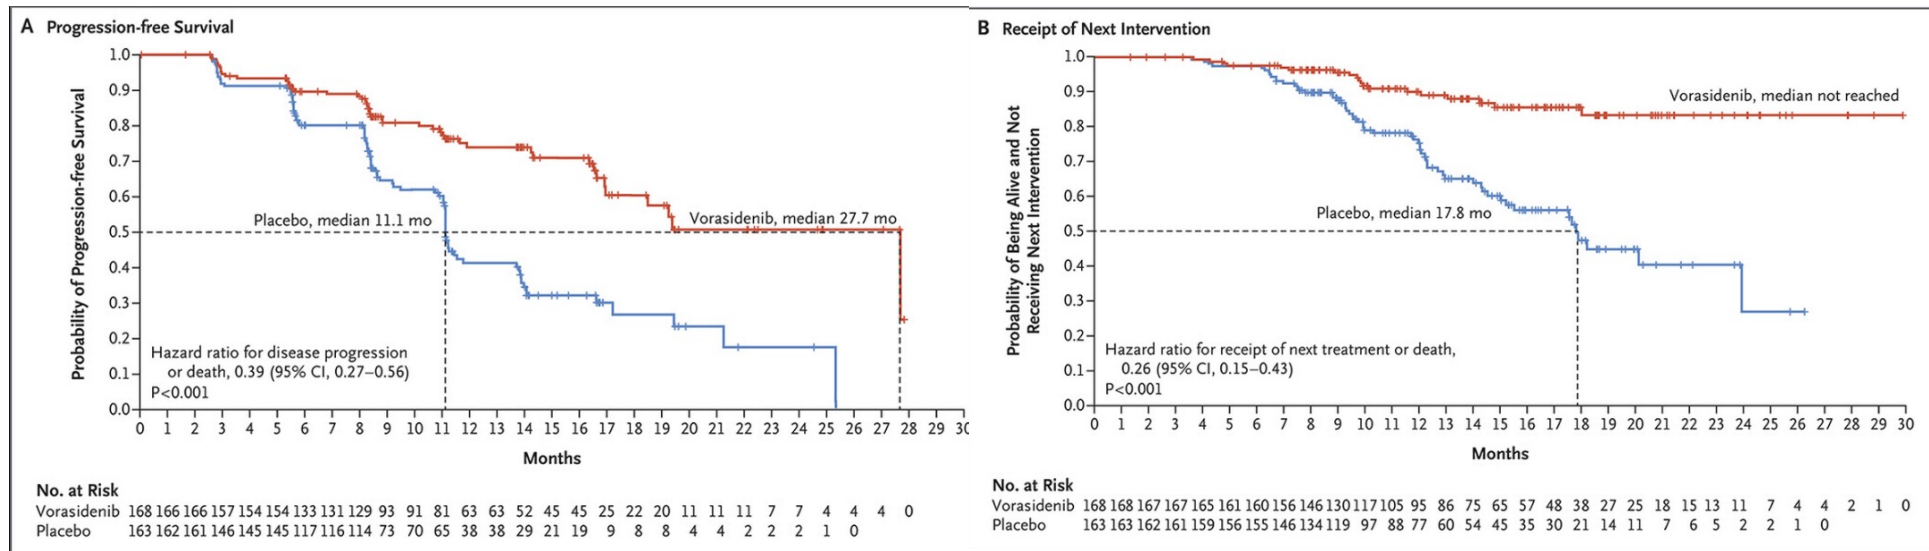 A Progression-free Survival
Probability of Progression-free Survival
1.0
0.9
0.8
0.7
0.6
0.5
0.4
0.3
0.2
0.1
0.0
Placebo, median 11.1 mo
Vorasidenib, median 27.7 mo
Hazard ratio for disease progression
or death, 0.39 (95% CI, 0.27–0.56)
P<0.001
0 1 2 3 4 5 6 7 8 9 10 11 12 13 14 15 16 17 18 19 20 21 22 23 24 25 26 27 28 29 30
Months
No. at Risk
Vorasidenib 168 166 166 157 154 154 133 131 129 93 91 81 63 63 52 45 45 25 22 20 11 11 11 7 7 4 4 4 0
Placebo 163 162 161 146 145 145 117 116 114 73 70 65 38 38 29 21 19 9 8 8 4 4 2 2 2 1 0
B Receipt of Next Intervention
Probability of Being Alive and Not
Receiving Next Intervention
1.0
0.9
0.8
0.7
0.6
0.5
0.4
0.3
0.2
0.1
0.0
Vorasidenib, median not reached
Placebo, median 17.8 mo
Hazard ratio for receipt of next treatment or death,
0.26 (95% CI, 0.15–0.43)
P<0.001
0 1 2 3 4 5 6 7 8 9 10 11 12 13 14 15 16 17 18 19 20 21 22 23 24 25 26 27 28 29 30
Months
No. at Risk
Vorasidenib 168 168 167 167 165 161 160 156 146 130 117 105 95 86 75 65 57 48 38 27 25 18 15 13 11 7 4 4 2 1 0
Placebo 163 163 162 161 159 156 155 146 134 119 97 88 77 60 54 45 35 30 21 14 11 7 6 5 2 2 1 0